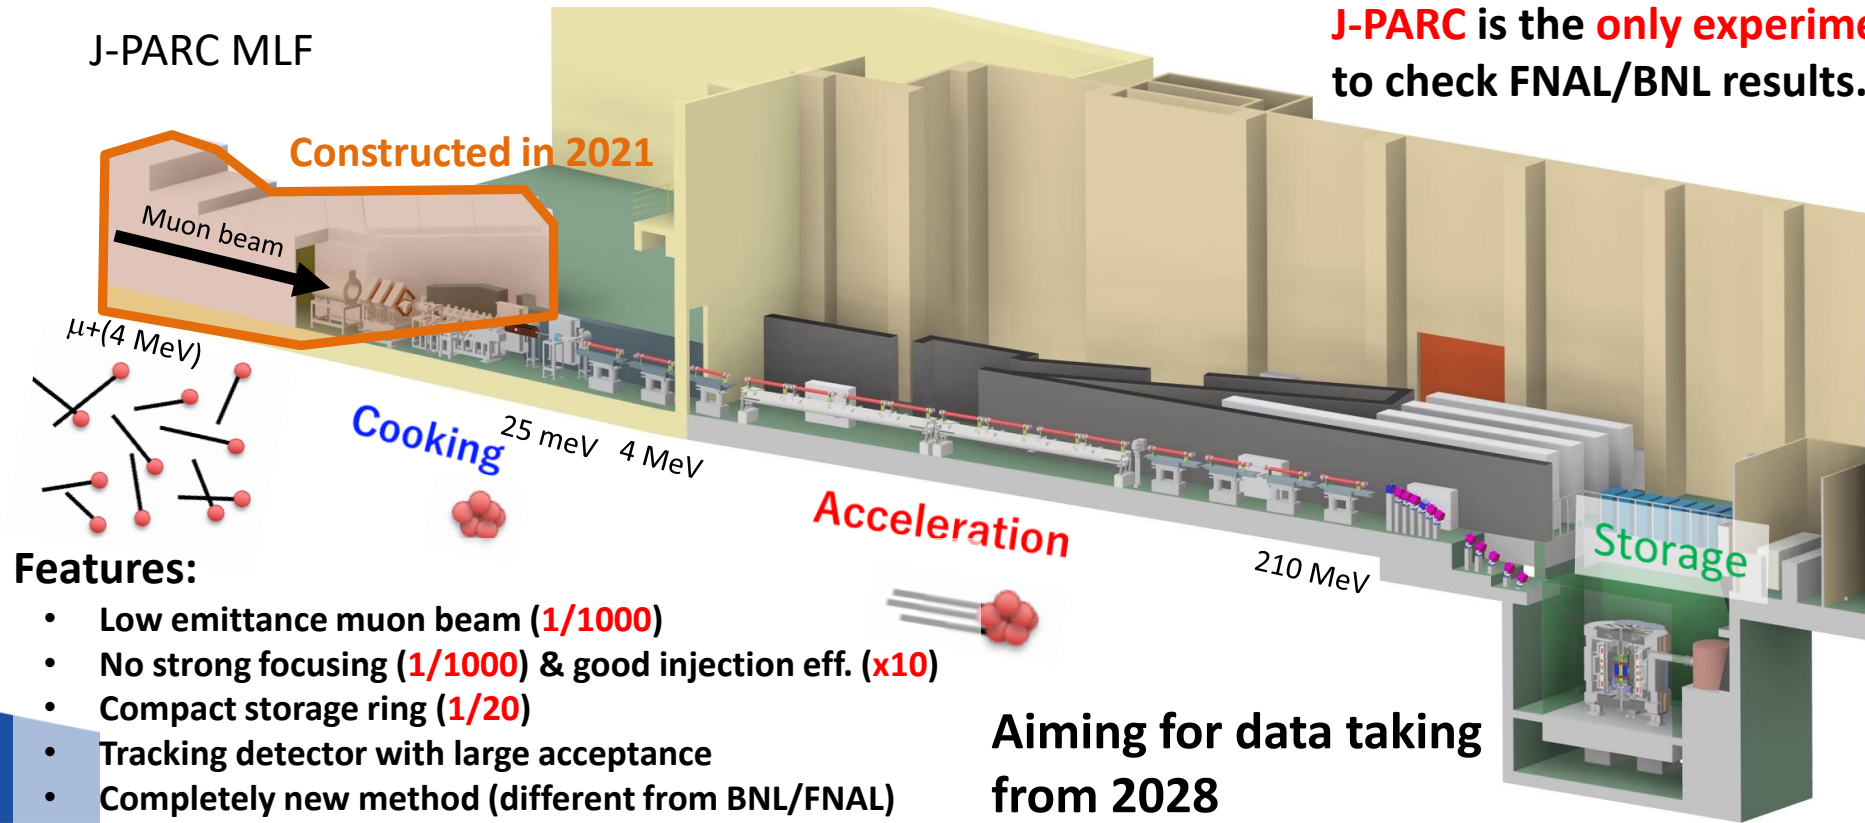 J-PARC MLF
J-PARC is the only
to check FNAL/BNL results.
Constructed in 2021
Muon beam
μ+(4 MeV)
Cooking
25 meV
4 MeV
Acceleration
210 MeV
Storage
Features:
• Low emittance muon beam (1/1000)
• No strong focusing (1/1000) & good injection eff. (x10)
• Compact storage ring (1/20)
• Tracking detector with large acceptance
• Completely new method (different from BNL/FNAL)
Aiming for data taking
from 2028